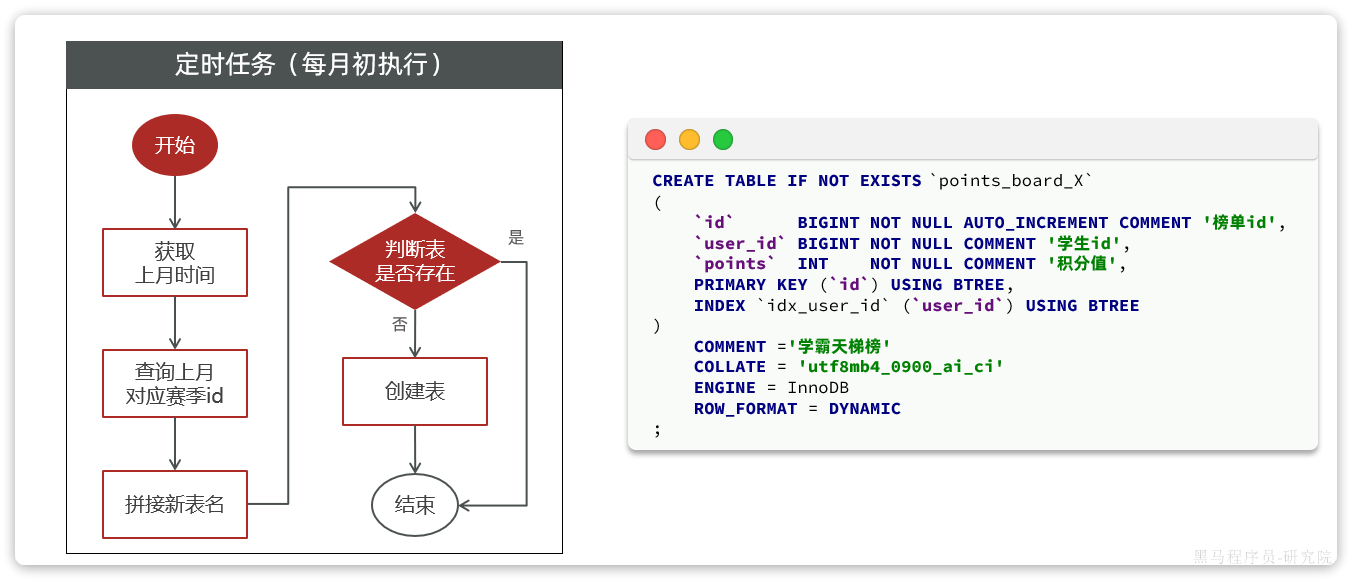 定时任务（每月初执行）
开始
获取
上月时间
查询上月
对应赛季id
拼接新表名
判断表
是否存在
是
否
创建表
结束
CREATE TABLE IF NOT EXISTS `points_board_X`
(
`id` BIGINT NOT NULL AUTO_INCREMENT COMMENT '榜单id',
`user_id` BIGINT NOT NULL COMMENT '学生id',
`points` INT NOT NULL COMMENT '积分值',
PRIMARY KEY (`id`) USING BTREE,
INDEX `idx_user_id` (`user_id`) USING BTREE
)
COMMENT ='学霸天梯榜'
COLLATE = 'utf8mb4_0900_ai_ci'
ENGINE = InnoDB
ROW_FORMAT = DYNAMIC
;
黑马程序员-研究院